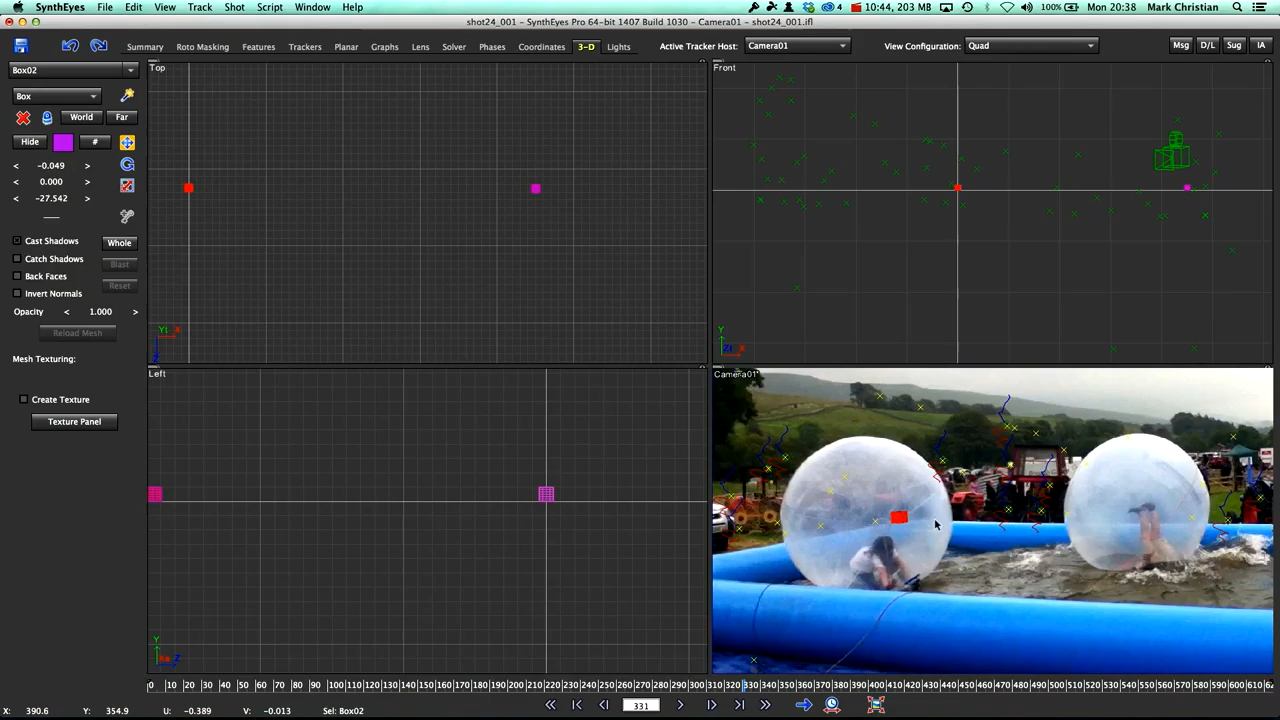 SynthEyes File Edit View Track Shot Script Window Help 4 10:44, 203 MB 100% Mon 20:38 Mark Christian
shot24_001 - SynthEyes Pro 64-bit 1407 Build 1030 - Camera01 - shot24_001.ifl
Summary Roto Masking Features Trackers Planar Graphs Lens Solver Phases Coordinates 3-D Lights Active Tracker Host: Camera01 View Configuration: Quad Msg D/L Sug IA
Box02
Box
World Far
Hide #
< -0.049 >
< 0.000 >
< -27.542 >
Cast Shadows Whole
Catch Shadows Blast
Back Faces Reset
Invert Normals
Opacity < 1.000 >
Reload Mesh
Mesh Texturing:
Create Texture
Texture Panel
Top
X
Z
Front
Y
X
Left
Y
Z
Camera01
0 10 20 30 40 50 60 70 80 90 100 110 120 130 140 150 160 170 180 190 200 210 220 230 240 250 260 270 280 290 300 310 320 330 340 350 360 370 380 390 400 410 420 430 440 450 460 470 480 490 500 510 520 530 540 550 560 570 580 590 600 610
X: 390.6 Y: 354.9 U: -0.389 V: -0.013 Sel: Box02 331